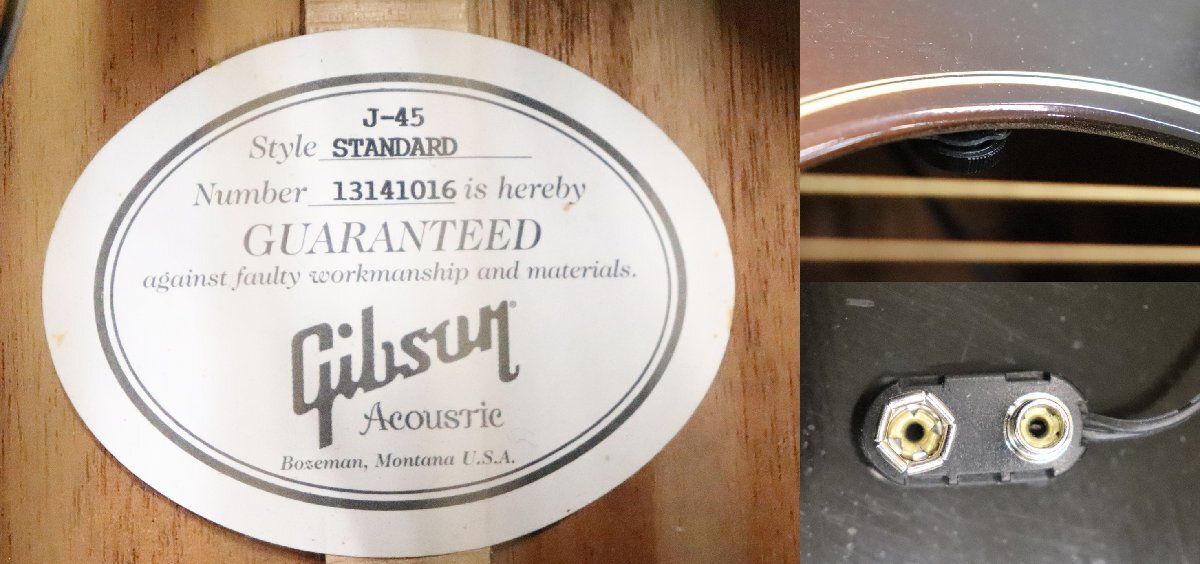 J-45
Style STANDARD
Number 13141016 is hereby
GUARANTEED
against faulty workmanship and materials.
Gibson
Acoustic
Bozeman, Montana U.S.A.